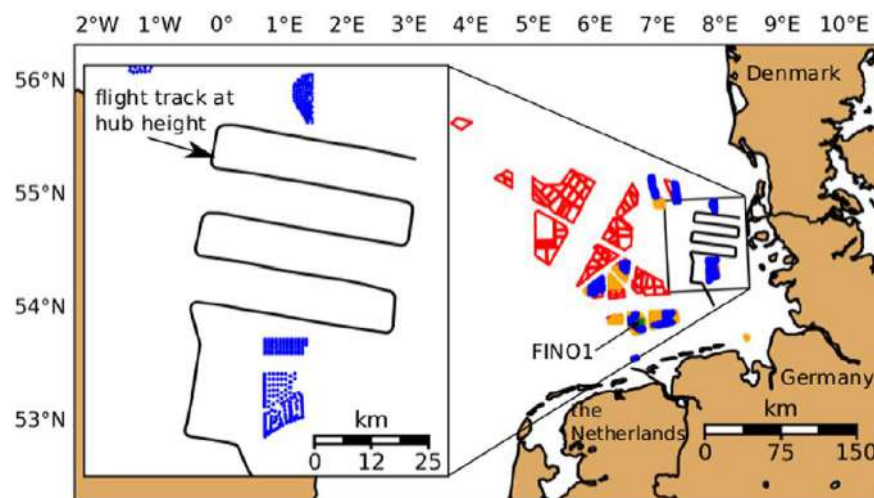 2°W 1°W 0° 1°E 2°E 3°E 4°E 5°E 6°E 7°E 8°E 9°E 10°E
56°N
55°N
54°N
53°N
flight track at
hub height
Denmark
FINO1
Germany
the
Netherlands
km
0 12 25
km
0 75 150